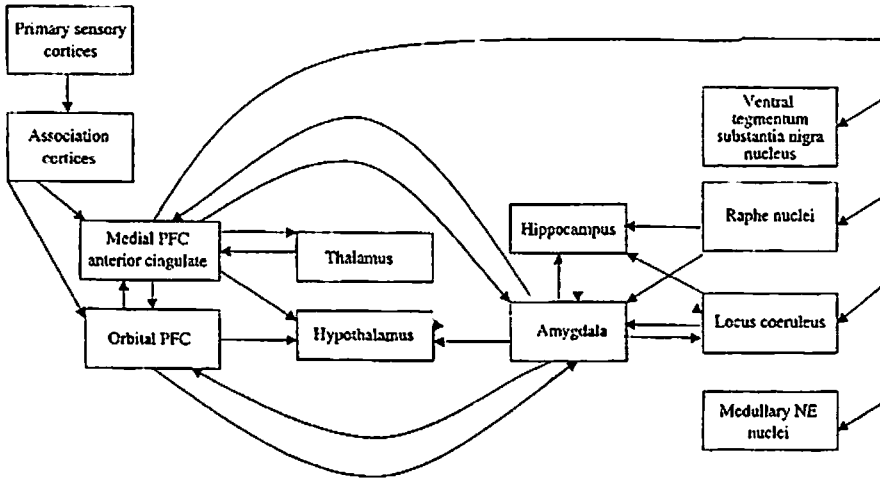 Primary sensory
cortices
Association
cortices
Medial PFC
anterior cingulate
Orbital PFC
Thalamus
Hypothalamus
Hippocampus
Amygdala
Ventral
tegmentum
substantia nigra
nucleus
Raphe nuclei
Locus coeruleus
Medullary NE
nuclei